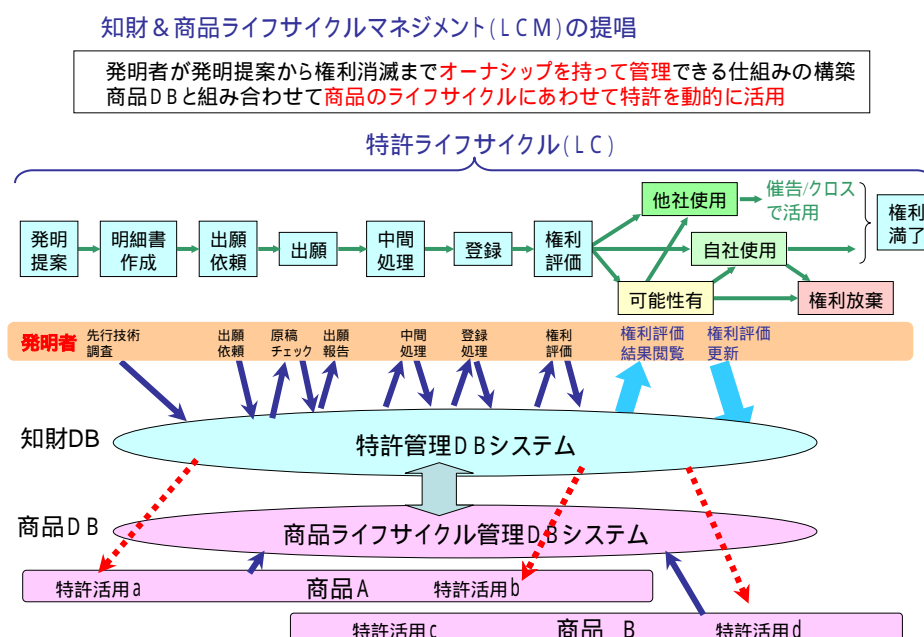 知財&商品ライフサイクルマネジメント(LCM)の提唱
発明者が発明提案から権利消滅までオーナシップを持って管理できる仕組みの構築
商品DBと組み合わせて商品のライフサイクルにあわせて特許を動的に活用
特許ライフサイクル(LC)
発明
提案
明細書
作成
出願
依頼
出願
中間
処理
登録
権利
評価
他社使用
催告/クロス
で活用
自社使用
可能性有
権利放棄
権利
満了
発明者
先行技術
調査
出願
依頼
原稿
チェック
出願
報告
中間
処理
登録
処理
権利
評価
権利評価
結果閲覧
権利評価
更新
知財DB
特許管理DBシステム
商品DB
商品ライフサイクル管理DBシステム
特許活用a
商品A
特許活用b
特許活用c
商品 B
特許活用d